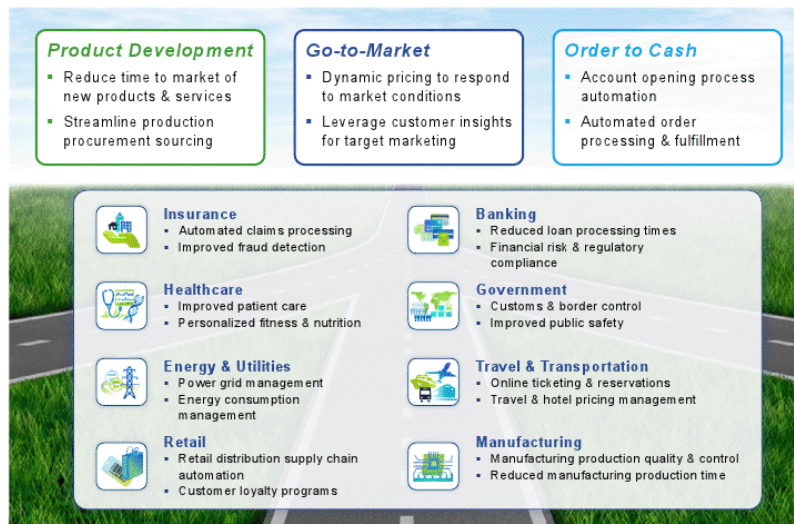 Product Development
▪ Reduce time to market of
new products & services
▪ Streamline production
procurement sourcing
Go-to-Market
▪ Dynamic pricing to respond
to market conditions
▪ Leverage customer insights
for target marketing
Order to Cash
▪ Account opening process
automation
▪ Automated order
processing & fulfillment
Insurance
▪ Automated claims processing
▪ Improved fraud detection
Banking
▪ Reduced loan processing times
▪ Financial risk & regulatory
compliance
Healthcare
▪ Improved patient care
▪ Personalized fitness & nutrition
Government
▪ Customs & border control
▪ Improved public safety
Energy & Utilities
▪ Power grid management
▪ Energy consumption
management
Travel & Transportation
▪ Online ticketing & reservations
▪ Travel & hotel pricing management
Retail
▪ Retail distribution supply chain
automation
▪ Customer loyalty programs
Manufacturing
▪ Manufacturing production quality & control
▪ Reduced manufacturing production time